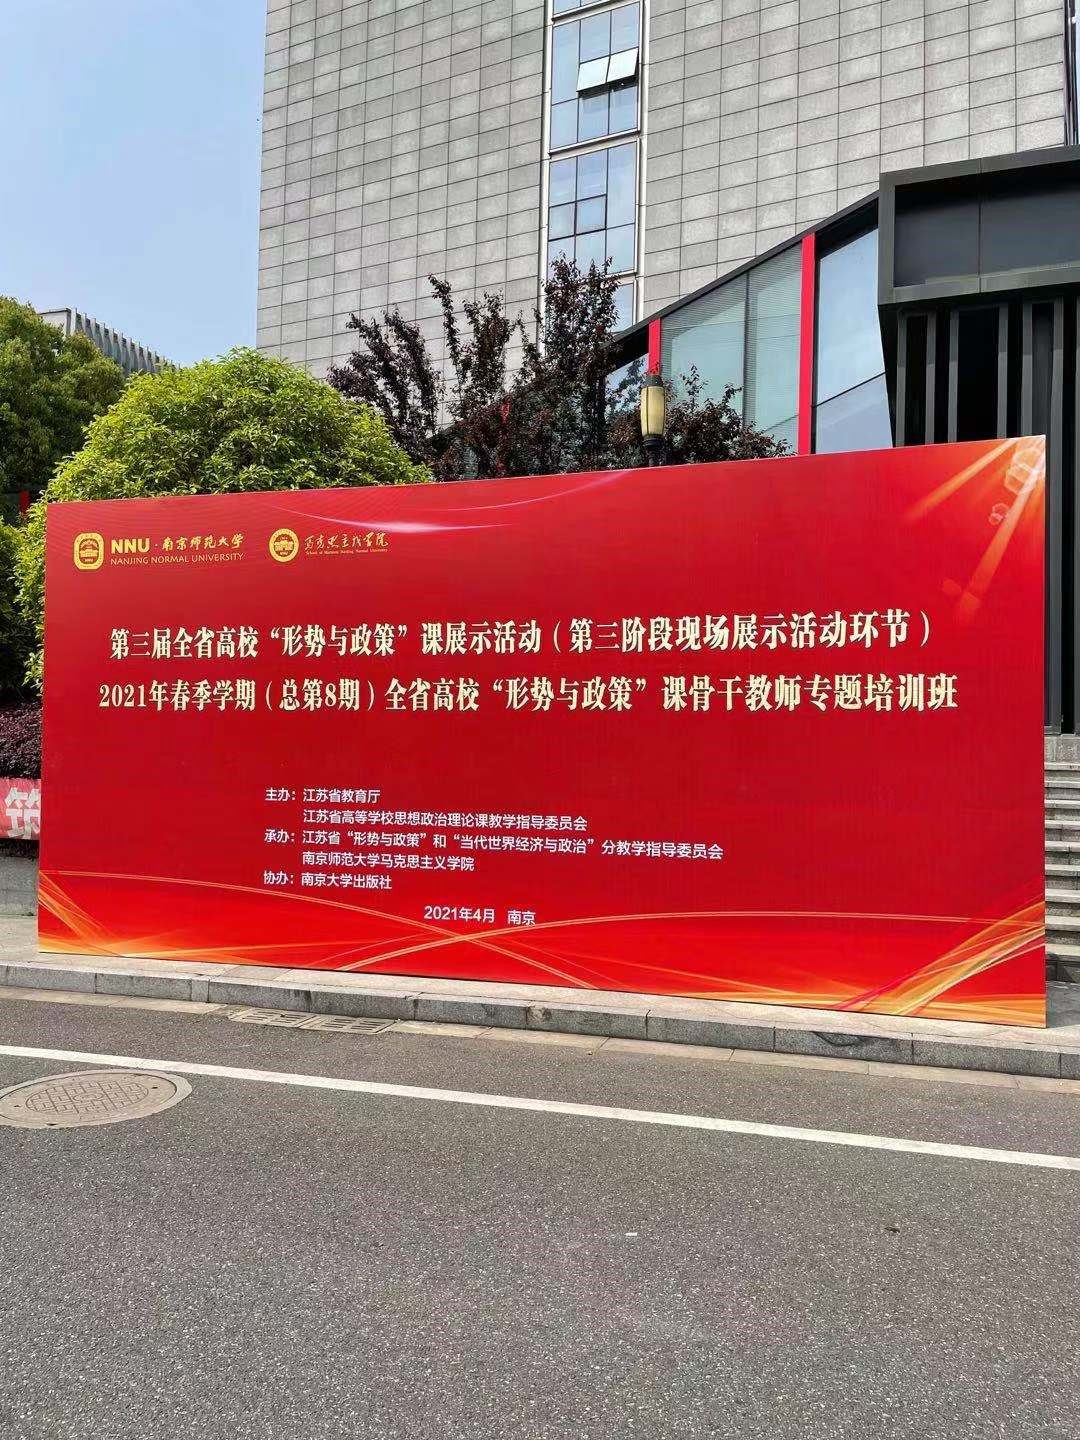 NNU · 南京师范大学
NANJING NORMAL UNIVERSITY
马克思主义学院
School of Marxism Nanjing Normal University
第三届全省高校“形势与政策”课展示活动（第三阶段现场展示活动环节）
2021年春季学期（总第8期）全省高校“形势与政策”课骨干教师专题培训班
主办：江苏省教育厅
江苏省高等学校思想政治理论课教学指导委员会
承办：江苏省“形势与政策”和“当代世界经济与政治”分教学指导委员会
南京师范大学马克思主义学院
协办：南京大学出版社
2021年4月 南京
筑